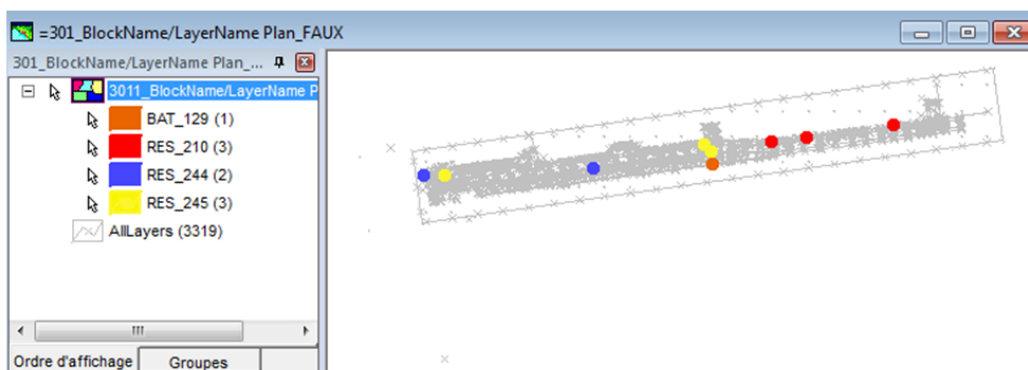 =301_BlockName/LayerName Plan_FAUX
301_BlockName/LayerName Plan_...
3011_BlockName/LayerName P
BAT_129 (1)
RES_210 (3)
RES_244 (2)
RES_245 (3)
AllLayers (3319)
Ordre d'affichage
Groupes